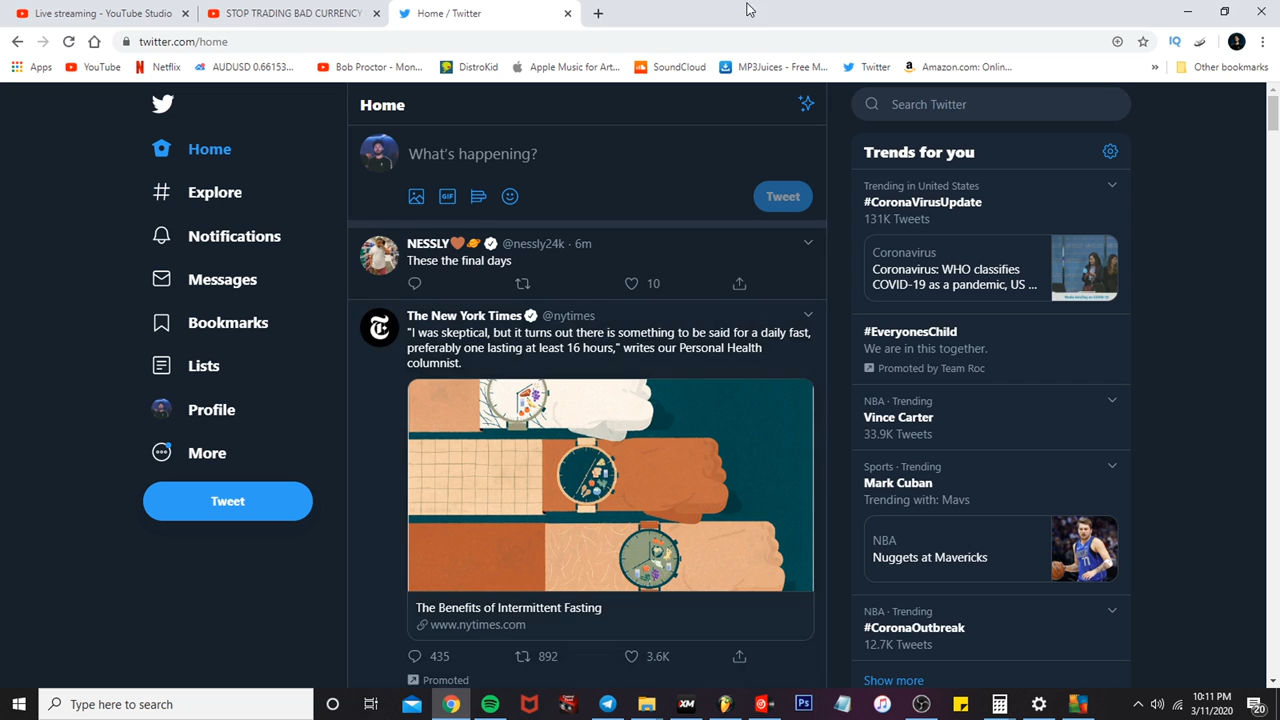 Live streaming - YouTube Studio
STOP TRADING BAD CURRENCY
Home / Twitter
twitter.com/home
Apps
YouTube
Netflix
AUDUSD 0.66153...
Bob Proctor - Mon...
DistroKid
Apple Music for Art...
SoundCloud
MP3Juices - Free M...
Twitter
Amazon.com: Onlin...
»
Other bookmarks
Home
Explore
Notifications
Messages
Bookmarks
Lists
Profile
More
Tweet
Home
What's happening?
GIF
Tweet
NESSLY @nessly24k · 6m
These the final days
10
The New York Times @nytimes
"I was skeptical, but it turns out there is something to be said for a daily fast,
preferably one lasting at least 16 hours," writes our Personal Health
columnist.
The Benefits of Intermittent Fasting
www.nytimes.com
435 892 3.6K
Promoted
Search Twitter
Trends for you
Trending in United States
#CoronaVirusUpdate
131K Tweets
Coronavirus
Coronavirus: WHO classifies
COVID-19 as a pandemic, US ...
#EveryonesChild
We are in this together.
Promoted by Team Roc
NBA · Trending
Vince Carter
33.9K Tweets
Sports · Trending
Mark Cuban
Trending with: Mavs
NBA
Nuggets at Mavericks
NBA · Trending
#CoronaOutbreak
12.7K Tweets
Show more
Type here to search
10:11 PM
3/11/2020
20